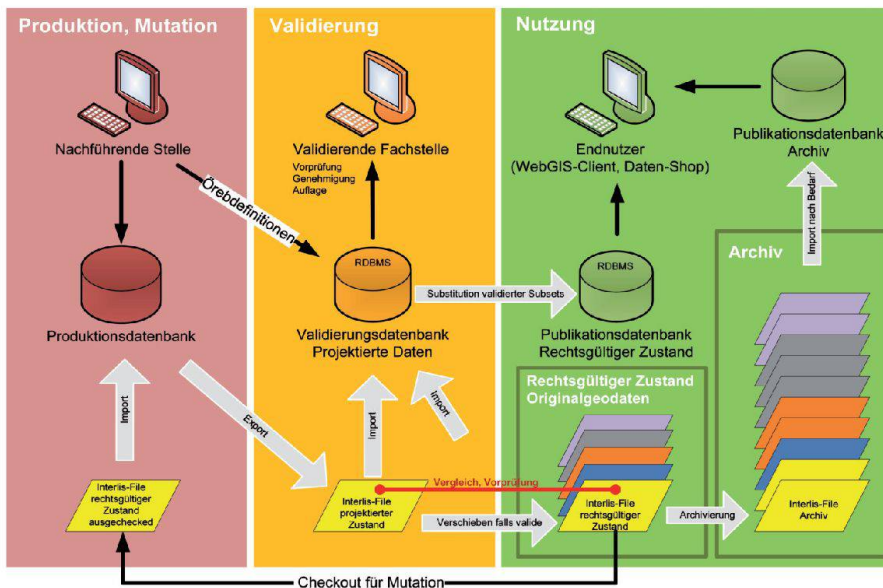 Produktion, Mutation
Nachführende Stelle
Örebdefinitionen
Produktionsdatenbank
Import
Export
Interlis-File
rechtsgültiger
Zustand
ausgechecked
Validierung
Validierende Fachstelle
Vorprüfung
Genehmigung
Auflage
RDBMS
Validierungsdatenbank
Projektierte Daten
Import
Import
Interlis-File
projektierter
Zustand
Substitution validierter Subsets
Vergleich, Vorprüfung
Verschieben falls valide
Nutzung
Endnutzer
(WebGIS-Client, Daten-Shop)
Publikationsdatenbank
Archiv
Import nach Bedarf
RDBMS
Publikationsdatenbank
Rechtsgültiger Zustand
Rechtsgültiger Zustand
Originalgeodaten
Interlis-File
rechtsgültiger
Zustand
Archivierung
Archiv
Interlis-File
Archiv
Checkout für Mutation